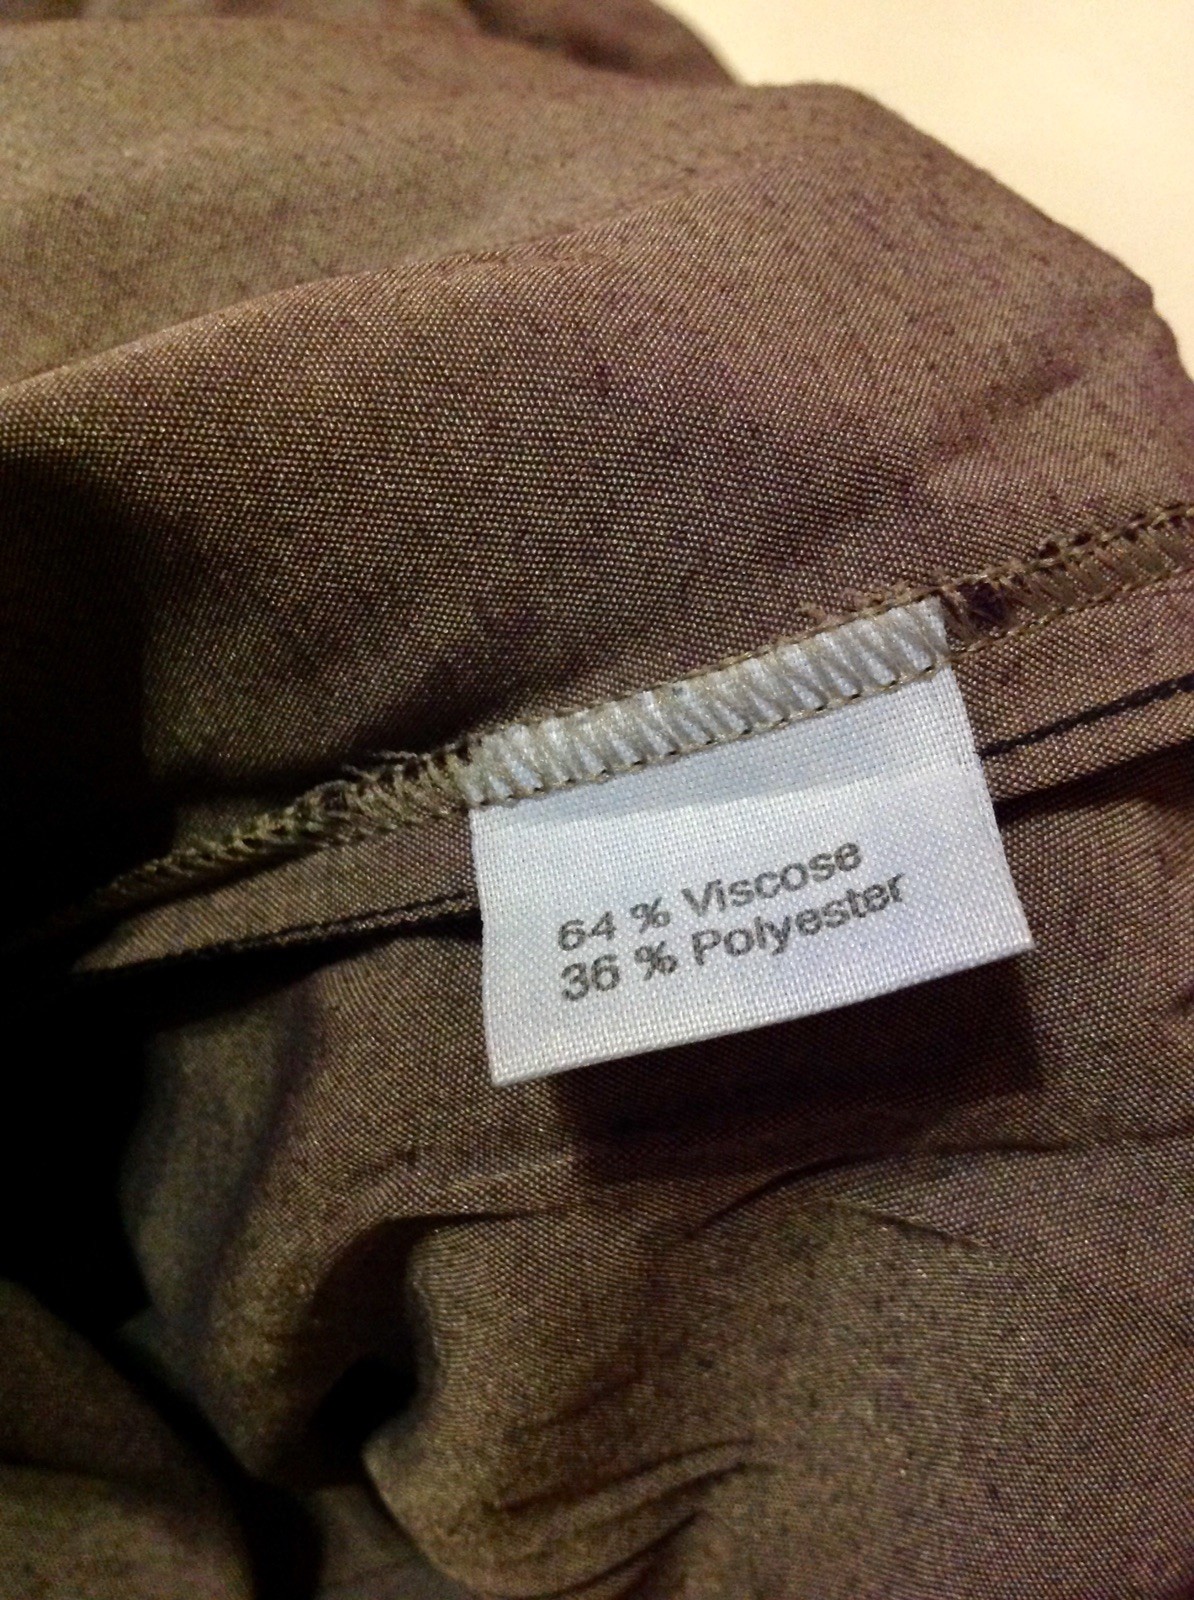 64 % Viscose
36 % Polyester